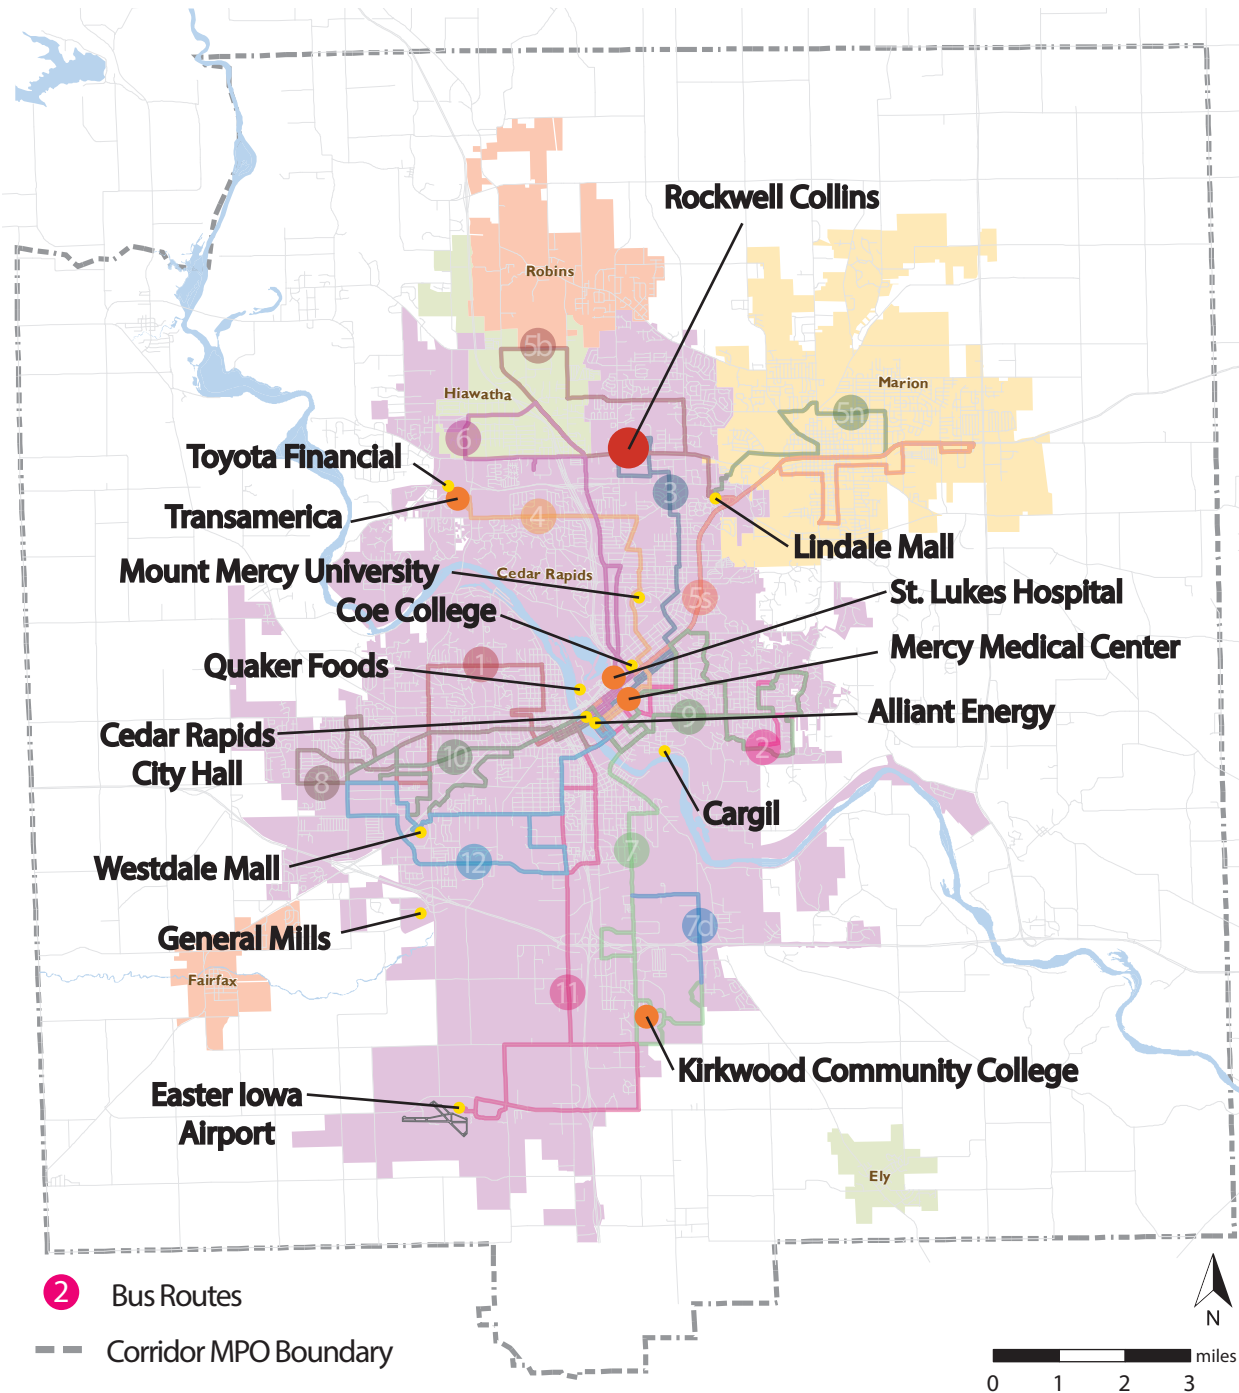 Rockwell Collins
Robins
5b
Marion
Hiawatha
5n
6
Toyota Financial
3
Transamerica
4
Lindale Mall
Mount Mercy University
Cedar Rapids
St. Lukes Hospital
5s
Coe College
Mercy Medical Center
Quaker Foods
1
Alliant Energy
9
Cedar Rapids
City Hall
2
10
8
Cargil
Westdale Mall
12
7
General Mills
7d
Fairfax
11
Kirkwood Community College
Easter Iowa
Airport
Ely
2 Bus Routes
Corridor MPO Boundary
N
miles
0 1 2 3